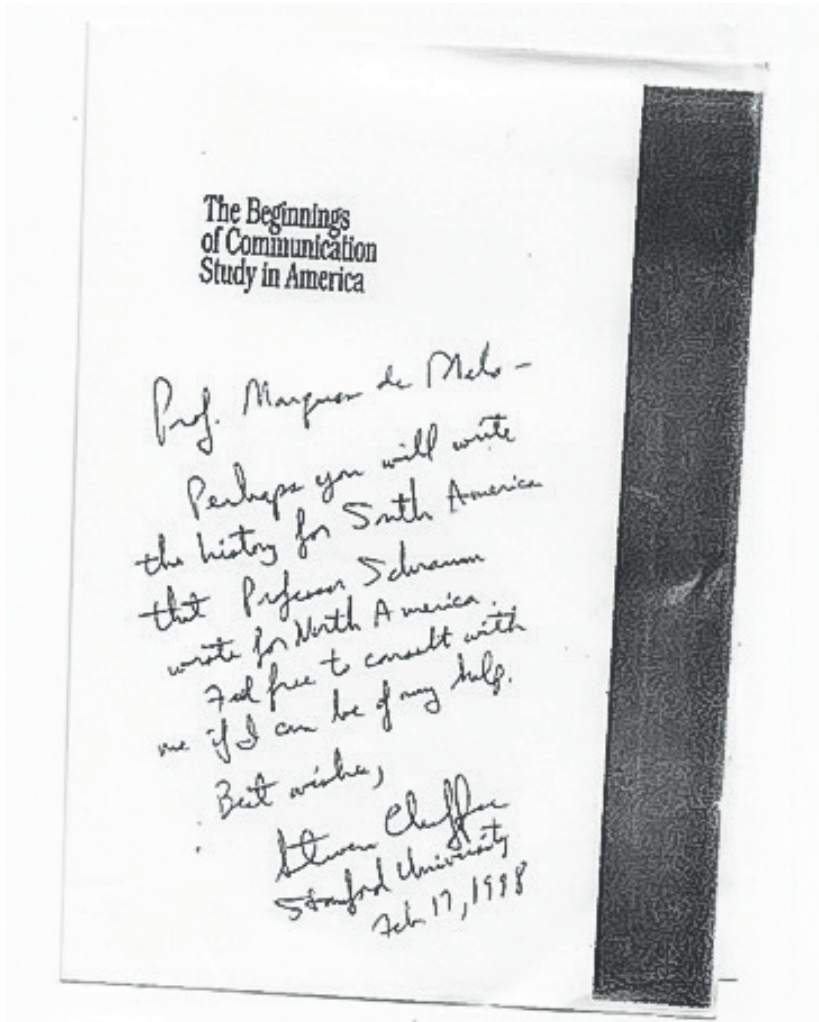 The Beginnings
of Communication
Study in America
Prof. Marques de Melo -
Perhaps you will write
the history for South America
that Professor Schramm
wrote for North America.
Feel free to consult with
me if I can be of any help.
Best wishes,
Steven Chaffee
Stanford University
Feb 17, 1998